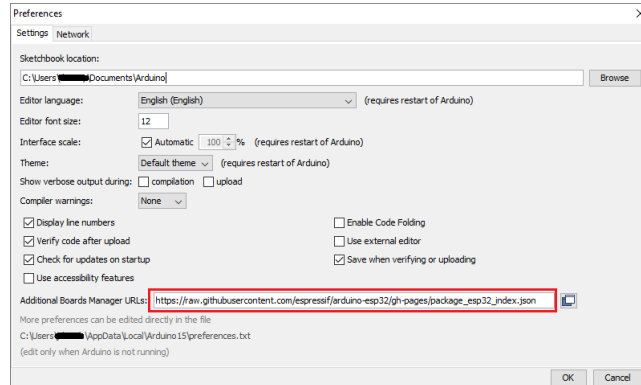 Preferences
Settings Network
Sketchbook location:
C:\Users\ \Documents\Arduino Browse
Editor language: English (English) (requires restart of Arduino)
Editor font size: 12
Interface scale: Automatic 100 % (requires restart of Arduino)
Theme: Default theme (requires restart of Arduino)
Show verbose output during: compilation upload
Compiler warnings: None
Display line numbers Enable Code Folding
Verify code after upload Use external editor
Check for updates on startup Save when verifying or uploading
Use accessibility features
Additional Boards Manager URLs: https://raw.githubusercontent.com/espressif/arduino-esp32/gh-pages/package_esp32_index.json
More preferences can be edited directly in the file
C:\Users\ \AppData\Local\Arduino15\preferences.txt
(edit only when Arduino is not running)
OK Cancel